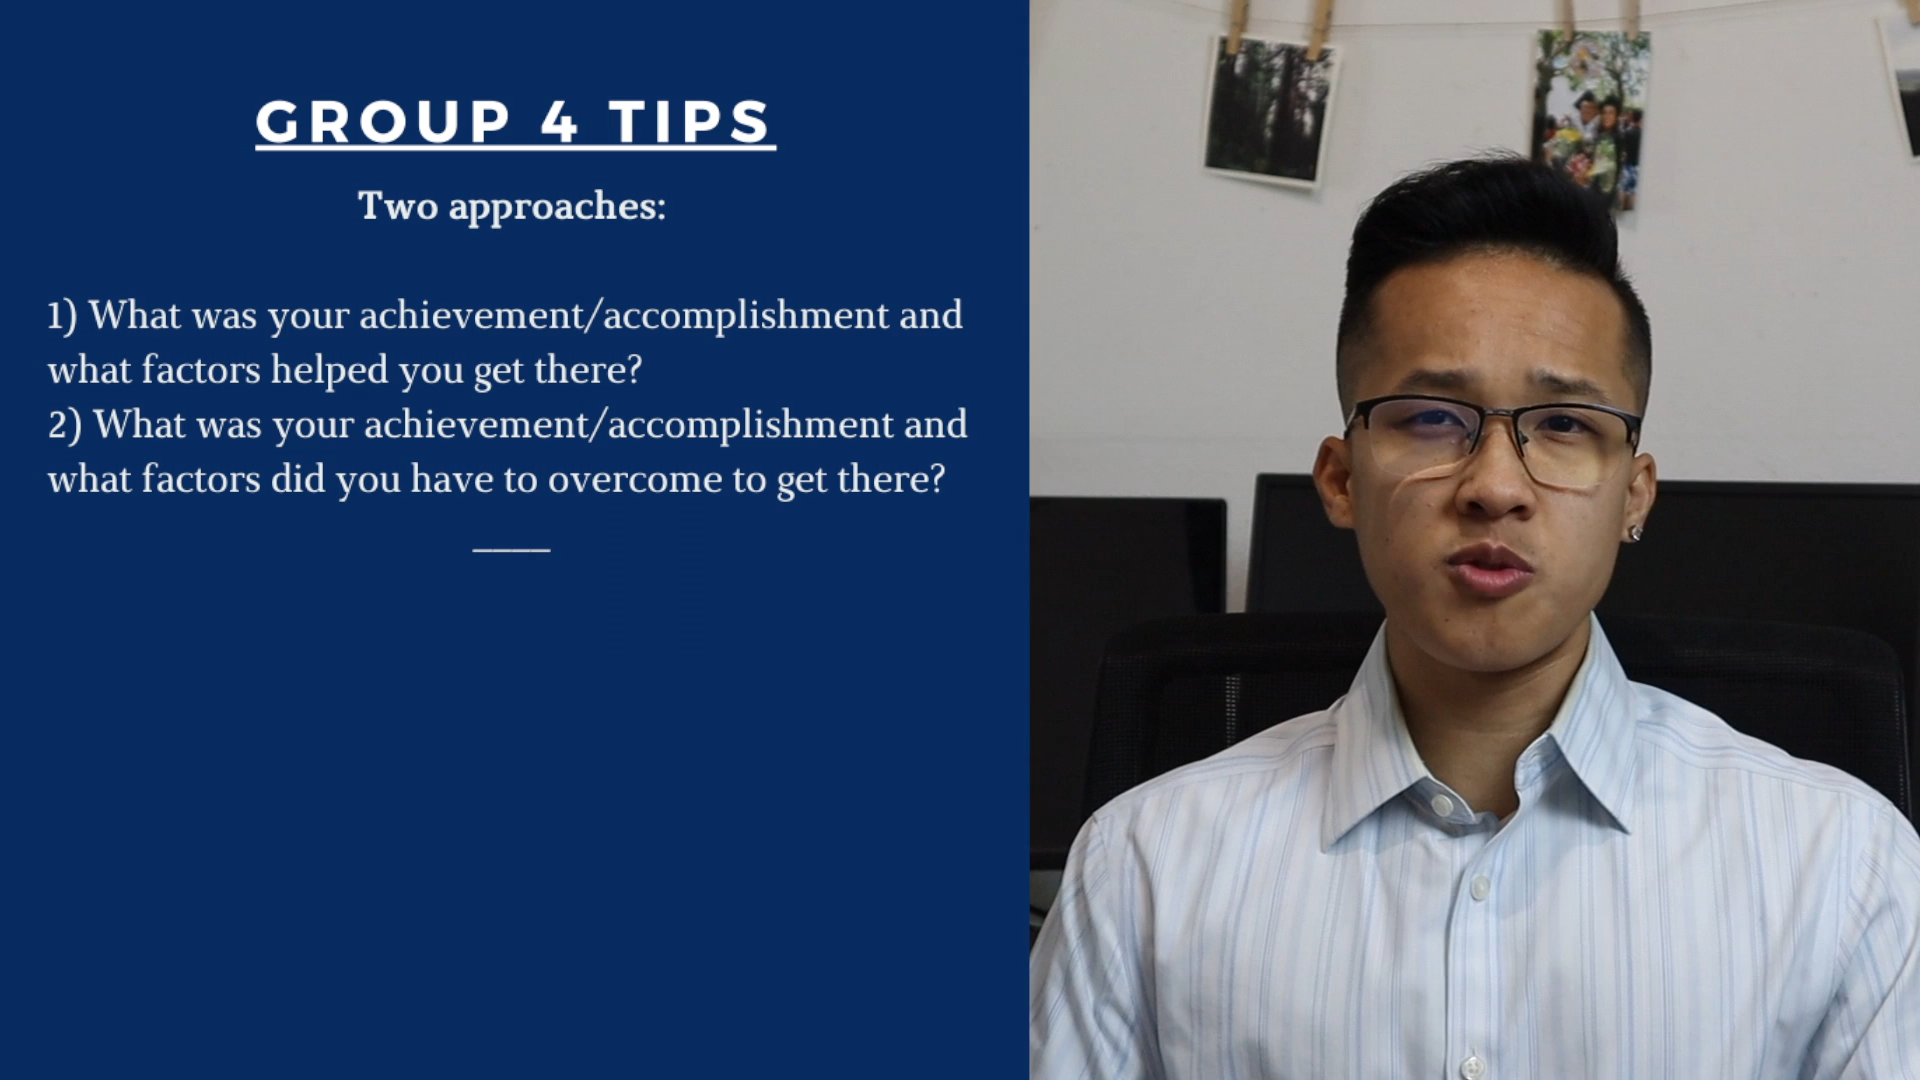 GROUP 4 TIPS
Two approaches:
1) What was your achievement/accomplishment and
what factors helped you get there?
2) What was your achievement/accomplishment and
what factors did you have to overcome to get there?